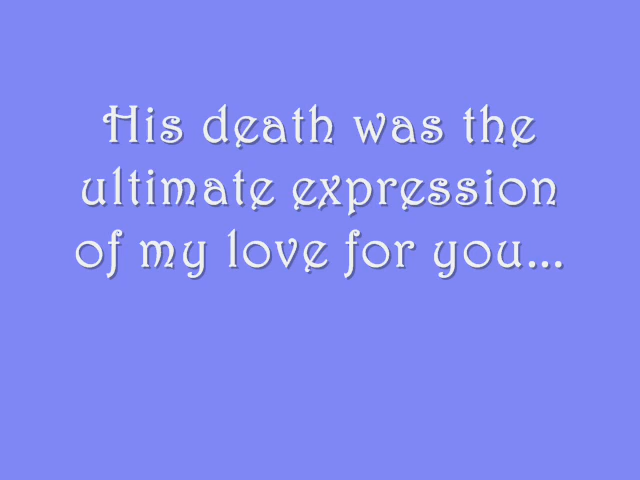 His death was the
ultimate expression
of my love for you...